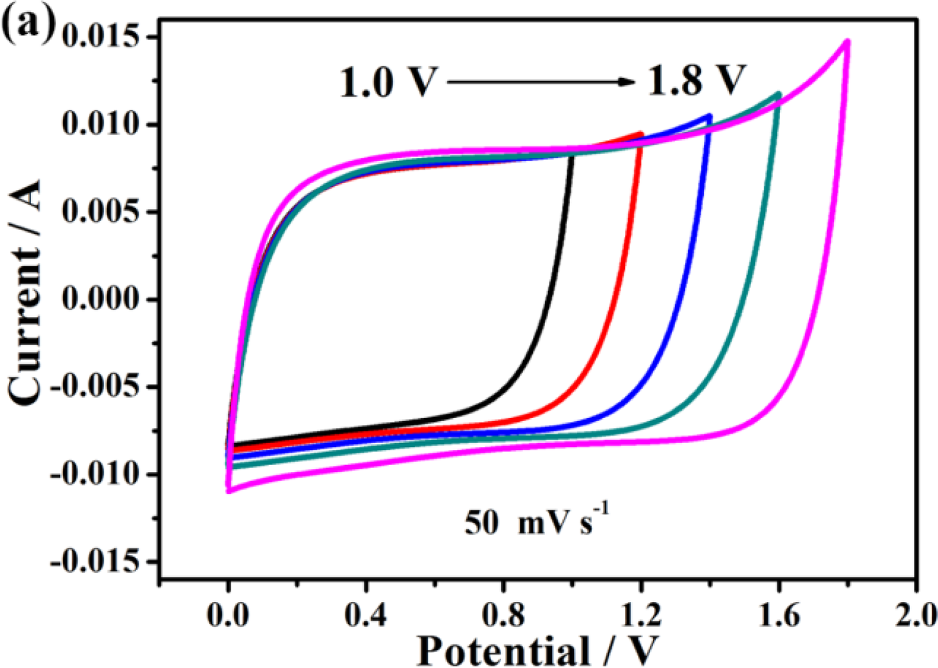 (a)
0.015
0.010
0.005
0.000
-0.005
-0.010
-0.015
Current / A
1.0 V
1.8 V
50 mV s⁻¹
0.0 0.4 0.8 1.2 1.6 2.0
Potential / V